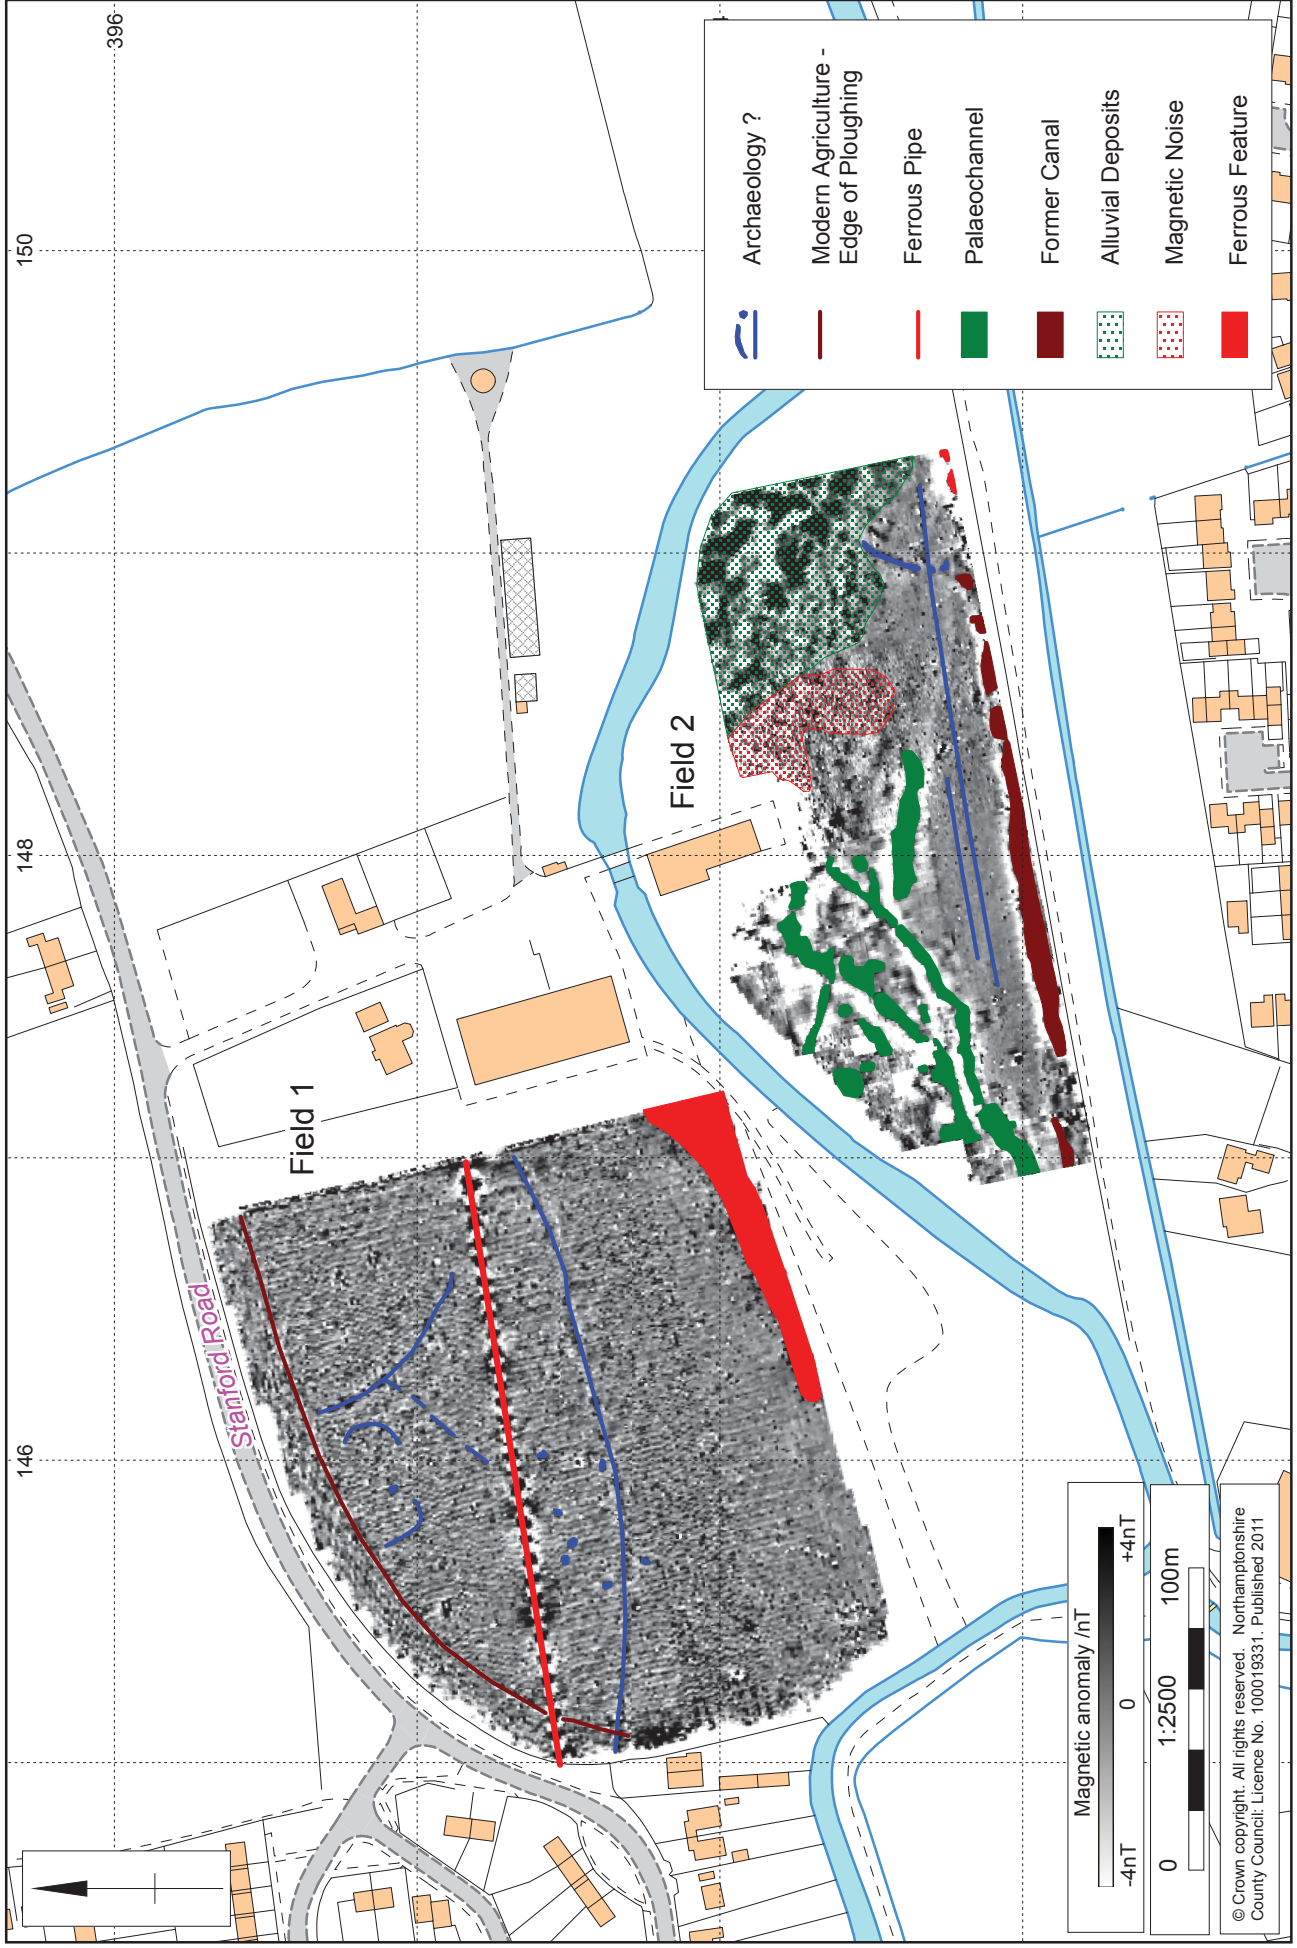 396
150
148
146
Stanford Road
Field 1
Field 2
Archaeology ?
Modern Agriculture -
Edge of Ploughing
Ferrous Pipe
Palaeochannel
Former Canal
Alluvial Deposits
Magnetic Noise
Ferrous Feature
Magnetic anomaly /nT
-4nT 0 +4nT
1:2500
0 100m
© Crown copyright. All rights reserved. Northamptonshire
County Council: Licence No. 100019331. Published 2011